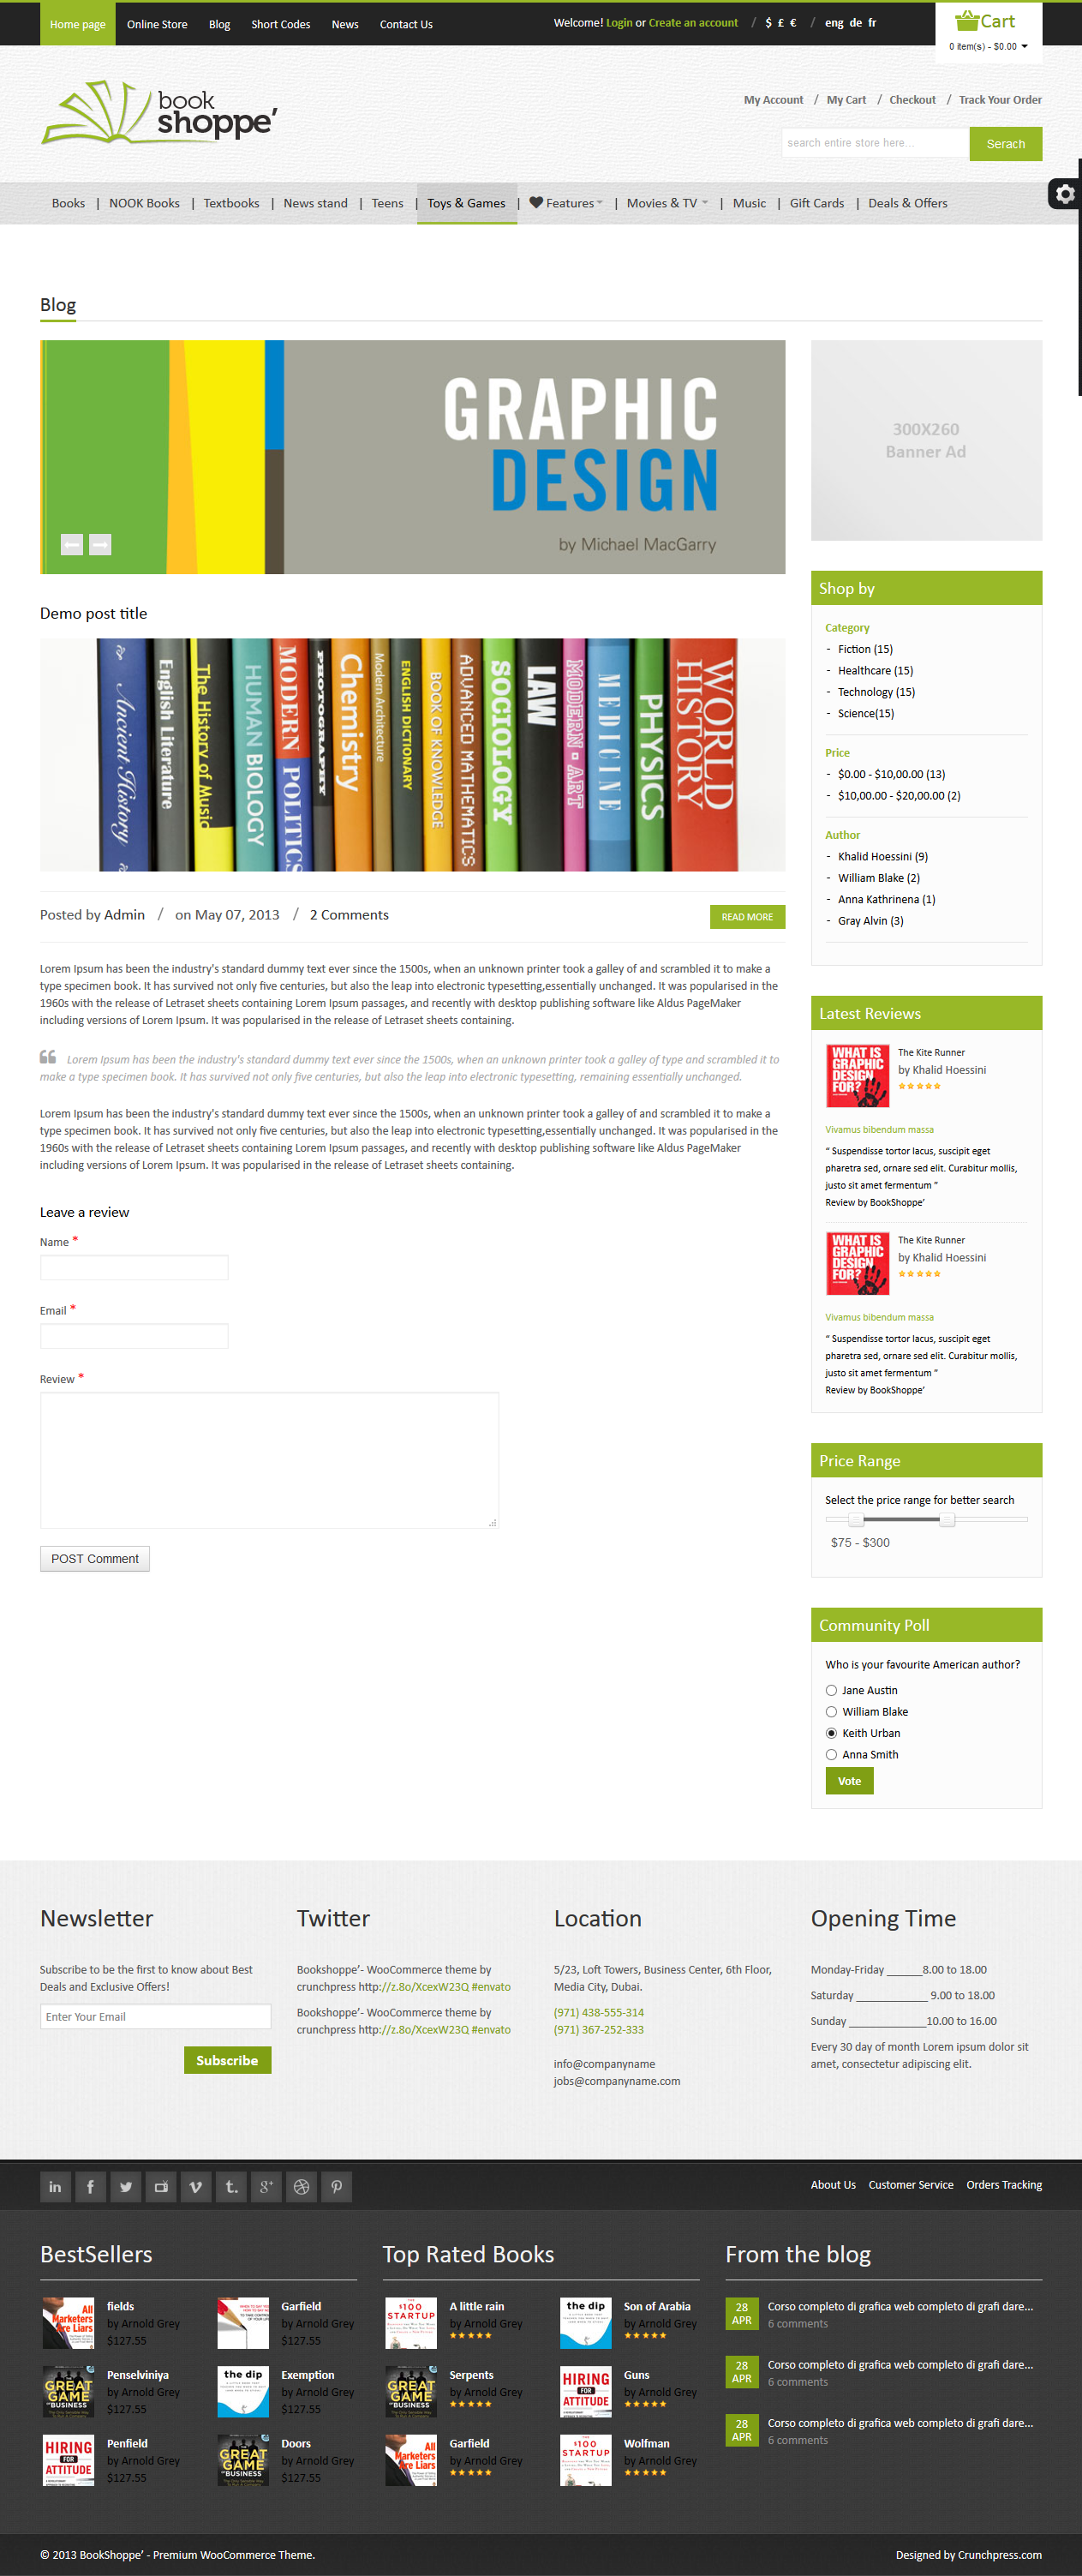 Home page Online Store Blog Short Codes News Contact Us
Welcome! Login or Create an account / $ £ € / eng de fr
Cart
0 item(s) - $0.00
book
shoppe’
My Account / My Cart / Checkout / Track Your Order
search entire store here...
Serach
Books | NOOK Books | Textbooks | News stand | Teens | Toys & Games | Features | Movies & TV | Music | Gift Cards | Deals & Offers
Blog
GRAPHIC
DESIGN
by Michael MacGarry
300X260
Banner Ad
Demo post title
Ancient History
English Literature
The History of Music
HUMAN BIOLOGY
MODERN POLITICS
PHOTOGRAPHY
Chemistry
Modern Architecture
ENGLISH DICTIONARY
BOOK OF KNOWLEDGE
ADVANCED MATHEMATICS
SOCIOLOGY
LAW
MODERN · ART
MEDICINE
PHYSICS
WORLD HISTORY
Posted by Admin / on May 07, 2013 / 2 Comments
READ MORE
Lorem Ipsum has been the industry's standard dummy text ever since the 1500s, when an unknown printer took a galley of and scrambled it to make a
type specimen book. It has survived not only five centuries, but also the leap into electronic typesetting,essentially unchanged. It was popularised in the
1960s with the release of Letraset sheets containing Lorem Ipsum passages, and recently with desktop publishing software like Aldus PageMaker
including versions of Lorem Ipsum. It was popularised in the release of Letraset sheets containing.
“ Lorem Ipsum has been the industry's standard dummy text ever since the 1500s, when an unknown printer took a galley of type and scrambled it to
make a type specimen book. It has survived not only five centuries, but also the leap into electronic typesetting, remaining essentially unchanged.
Lorem Ipsum has been the industry's standard dummy text ever since the 1500s, when an unknown printer took a galley of and scrambled it to make a
type specimen book. It has survived not only five centuries, but also the leap into electronic typesetting,essentially unchanged. It was popularised in the
1960s with the release of Letraset sheets containing Lorem Ipsum passages, and recently with desktop publishing software like Aldus PageMaker
including versions of Lorem Ipsum. It was popularised in the release of Letraset sheets containing.
Leave a review
Name *
Email *
Review *
POST Comment
Shop by
Category
- Fiction (15)
- Healthcare (15)
- Technology (15)
- Science(15)
Price
- $0.00 - $10,00.00 (13)
- $10,00.00 - $20,00.00 (2)
Author
- Khalid Hoessini (9)
- William Blake (2)
- Anna Kathrinena (1)
- Gray Alvin (3)
Latest Reviews
WHAT IS
GRAPHIC
DESIGN
FOR?
The Kite Runner
by Khalid Hoessini
Vivamus bibendum massa
“ Suspendisse tortor lacus, suscipit eget
pharetra sed, ornare sed elit. Curabitur mollis,
justo sit amet fermentum ”
Review by BookShoppe’
WHAT IS
GRAPHIC
DESIGN
FOR?
The Kite Runner
by Khalid Hoessini
Vivamus bibendum massa
“ Suspendisse tortor lacus, suscipit eget
pharetra sed, ornare sed elit. Curabitur mollis,
justo sit amet fermentum ”
Review by BookShoppe’
Price Range
Select the price range for better search
$75 - $300
Community Poll
Who is your favourite American author?
Jane Austin
William Blake
Keith Urban
Anna Smith
Vote
Newsletter
Subscribe to be the first to know about Best
Deals and Exclusive Offers!
Enter Your Email
Subscribe
Twitter
Bookshoppe’- WooCommerce theme by
crunchpress http://z.8o/XcexW23Q #envato
Bookshoppe’- WooCommerce theme by
crunchpress http://z.8o/XcexW23Q #envato
Location
5/23, Loft Towers, Business Center, 6th Floor,
Media City, Dubai.
(971) 438-555-314
(971) 367-252-333
info@companyname
jobs@companyname.com
Opening Time
Monday-Friday ______8.00 to 18.00
Saturday ____________ 9.00 to 18.00
Sunday _____________10.00 to 16.00
Every 30 day of month Lorem ipsum dolor sit
amet, consectetur adipiscing elit.
About Us Customer Service Orders Tracking
BestSellers
All
Marketers
Are Liars
fields
by Arnold Grey
$127.55
Garfield
by Arnold Grey
$127.55
GREAT
GAME
OF BUSINESS
Penselviniya
by Arnold Grey
$127.55
the dip
Exemption
by Arnold Grey
$127.55
HIRING
FOR
ATTITUDE
Penfield
by Arnold Grey
$127.55
GREAT
GAME
OF BUSINESS
Doors
by Arnold Grey
$127.55
Top Rated Books
$100
STARTUP
A little rain
by Arnold Grey
the dip
Son of Arabia
by Arnold Grey
GREAT
GAME
OF BUSINESS
Serpents
by Arnold Grey
HIRING
FOR
ATTITUDE
Guns
by Arnold Grey
All
Marketers
Are Liars
Garfield
by Arnold Grey
$100
STARTUP
Wolfman
by Arnold Grey
From the blog
28
APR
Corso completo di grafica web completo di grafi dare...
6 comments
28
APR
Corso completo di grafica web completo di grafi dare...
6 comments
28
APR
Corso completo di grafica web completo di grafi dare...
6 comments
© 2013 BookShoppe’ - Premium WooCommerce Theme.
Designed by Crunchpress.com